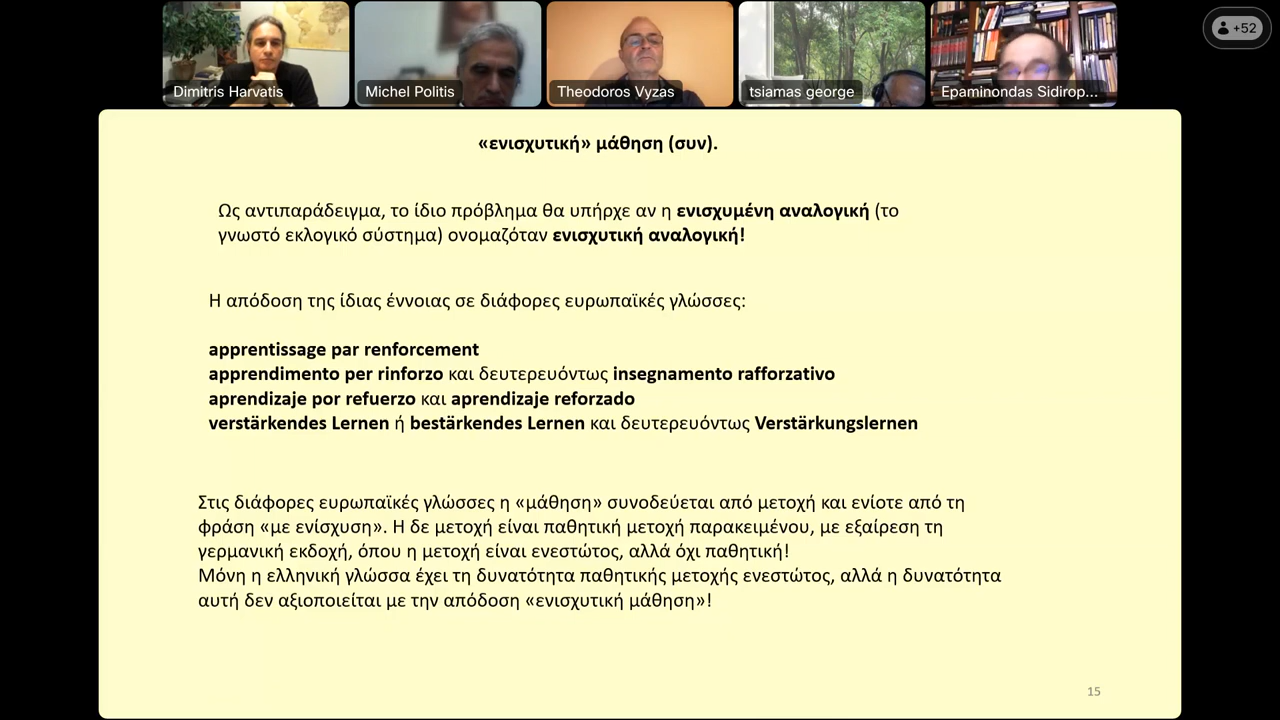 +52
Dimitris Harvatis
Michel Politis
Theodoros Vyzas
tsiamas george
Epaminondas Sidirop...
«ενισχυτική» μάθηση (συν).
Ως αντιπαράδειγμα, το ίδιο πρόβλημα θα υπήρχε αν η ενισχυμένη αναλογική (το
γνωστό εκλογικό σύστημα) ονομαζόταν ενισχυτική αναλογική!
Η απόδοση της ίδιας έννοιας σε διάφορες ευρωπαϊκές γλώσσες:
apprentissage par renforcement
apprendimento per rinforzo και δευτερευόντως insegnamento rafforzativo
aprendizaje por refuerzo και aprendizaje reforzado
verstärkendes Lernen ή bestärkendes Lernen και δευτερευόντως Verstärkungslernen
Στις διάφορες ευρωπαϊκές γλώσσες η «μάθηση» συνοδεύεται από μετοχή και ενίοτε από τη
φράση «με ενίσχυση». Η δε μετοχή είναι παθητική μετοχή παρακειμένου, με εξαίρεση τη
γερμανική εκδοχή, όπου η μετοχή είναι ενεστώτος, αλλά όχι παθητική!
Μόνη η ελληνική γλώσσα έχει τη δυνατότητα παθητικής μετοχής ενεστώτος, αλλά η δυνατότητα
αυτή δεν αξιοποιείται με την απόδοση «ενισχυτική μάθηση»!
15